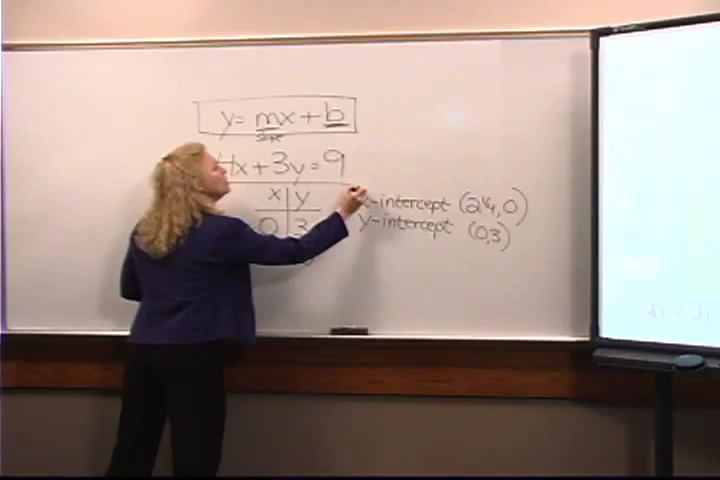 y = mx + b
4x + 3y = 9
x y
0 3
x-intercept (2¼, 0)
y-intercept (0,3)